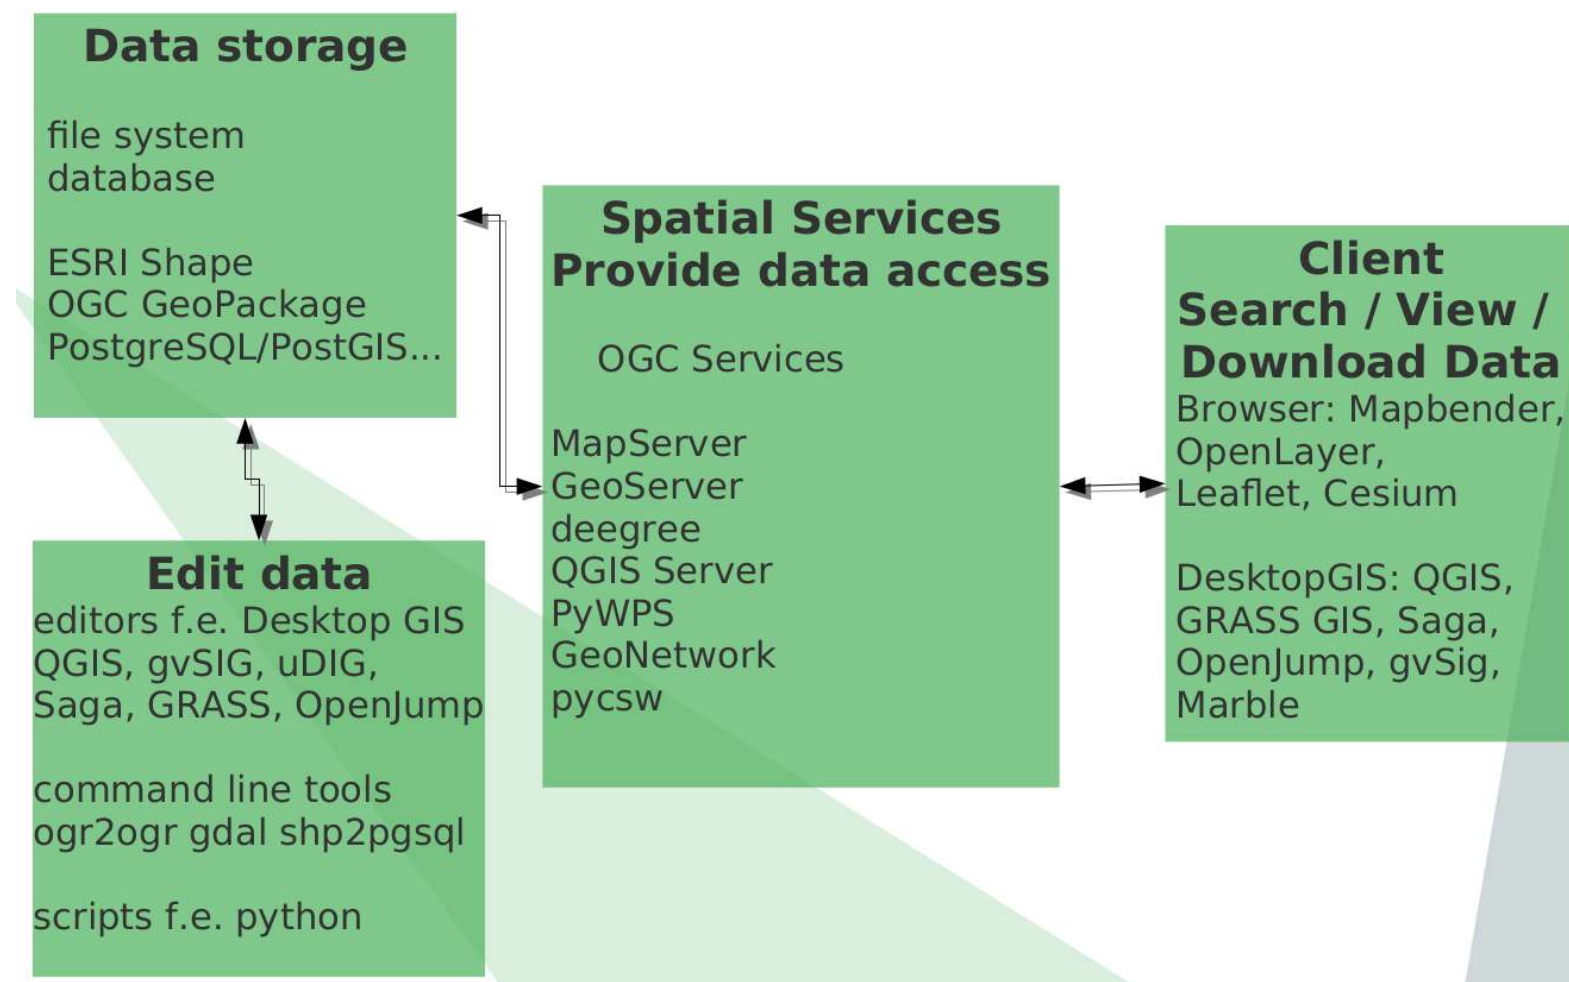 Data storage
file system
database
ESRI Shape
OGC GeoPackage
PostgreSQL/PostGIS...
Edit data
editors f.e. Desktop GIS
QGIS, gvSIG, uDIG,
Saga, GRASS, OpenJump
command line tools
ogr2ogr gdal shp2pgsql
scripts f.e. python
Spatial Services
Provide data access
OGC Services
MapServer
GeoServer
deegree
QGIS Server
PyWPS
GeoNetwork
pycsw
Client
Search / View /
Download Data
Browser: Mapbender,
OpenLayer,
Leaflet, Cesium
DesktopGIS: QGIS,
GRASS GIS, Saga,
OpenJump, gvSig,
Marble